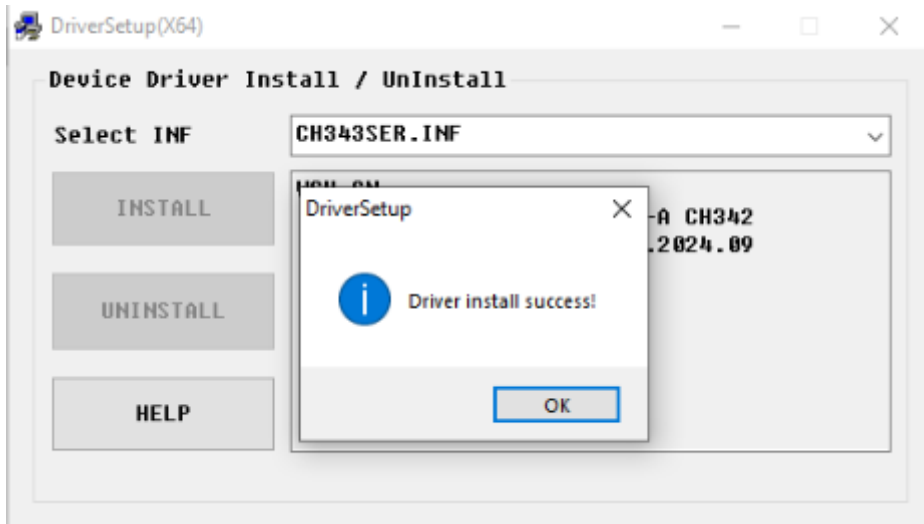 DriverSetup(X64)
Device Driver Install / UnInstall
Select INF
CH343SER.INF
INSTALL
-A CH342
.2024.09
UNINSTALL
HELP
DriverSetup
Driver install success!
OK